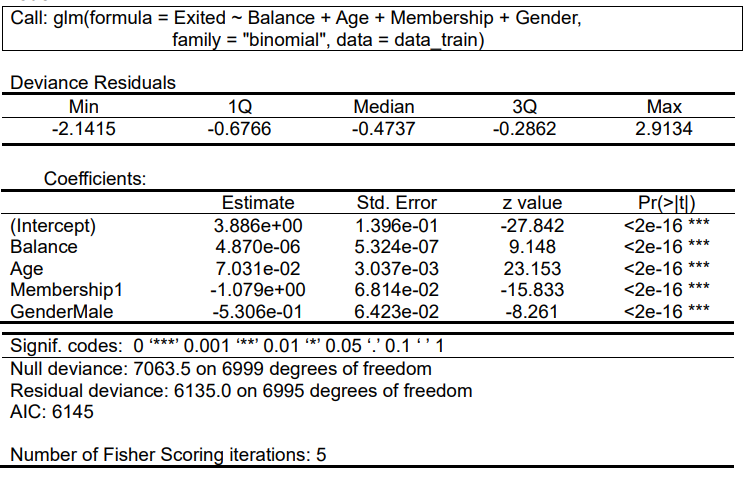 Call: glm(formula = Exited ~ Balance + Age + Membership + Gender,
family = "binomial", data = data_train)
Deviance Residuals
Min 1Q Median 3Q Max
-2.1415 -0.6766 -0.4737 -0.2862 2.9134
Coefficients:
Estimate Std. Error z value Pr(>|t|)
(Intercept) 3.886e+00 1.396e-01 -27.842 <2e-16 ***
Balance 4.870e-06 5.324e-07 9.148 <2e-16 ***
Age 7.031e-02 3.037e-03 23.153 <2e-16 ***
Membership1 -1.079e+00 6.814e-02 -15.833 <2e-16 ***
GenderMale -5.306e-01 6.423e-02 -8.261 <2e-16 ***
Signif. codes: 0 ‘***’ 0.001 ‘**’ 0.01 ‘*’ 0.05 ‘.’ 0.1 ‘ ’ 1
Null deviance: 7063.5 on 6999 degrees of freedom
Residual deviance: 6135.0 on 6995 degrees of freedom
AIC: 6145
Number of Fisher Scoring iterations: 5